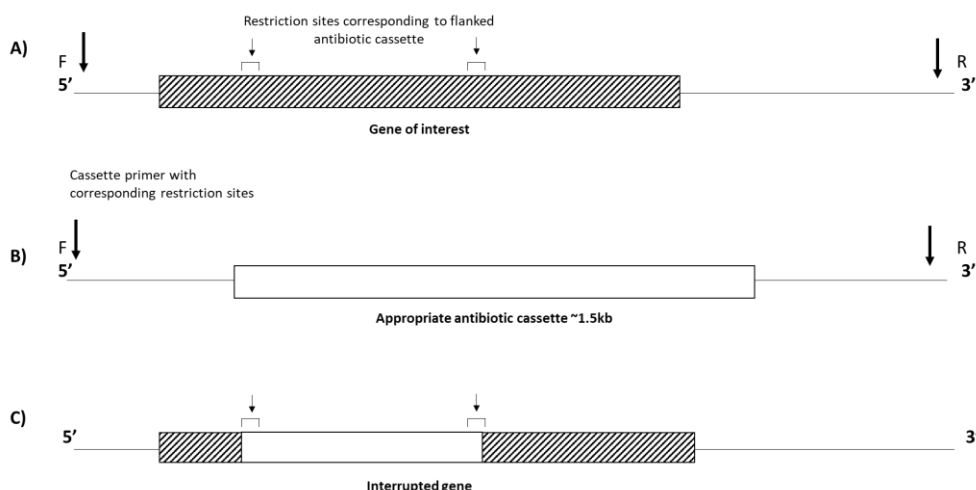 Restriction sites corresponding to flanked
antibiotic cassette
A)
F
R
5’
3’
Gene of interest
Cassette primer with
corresponding restriction sites
F
R
B)
5’
3’
Appropriate antibiotic cassette ~1.5kb
C)
5’
3
Interrupted gene